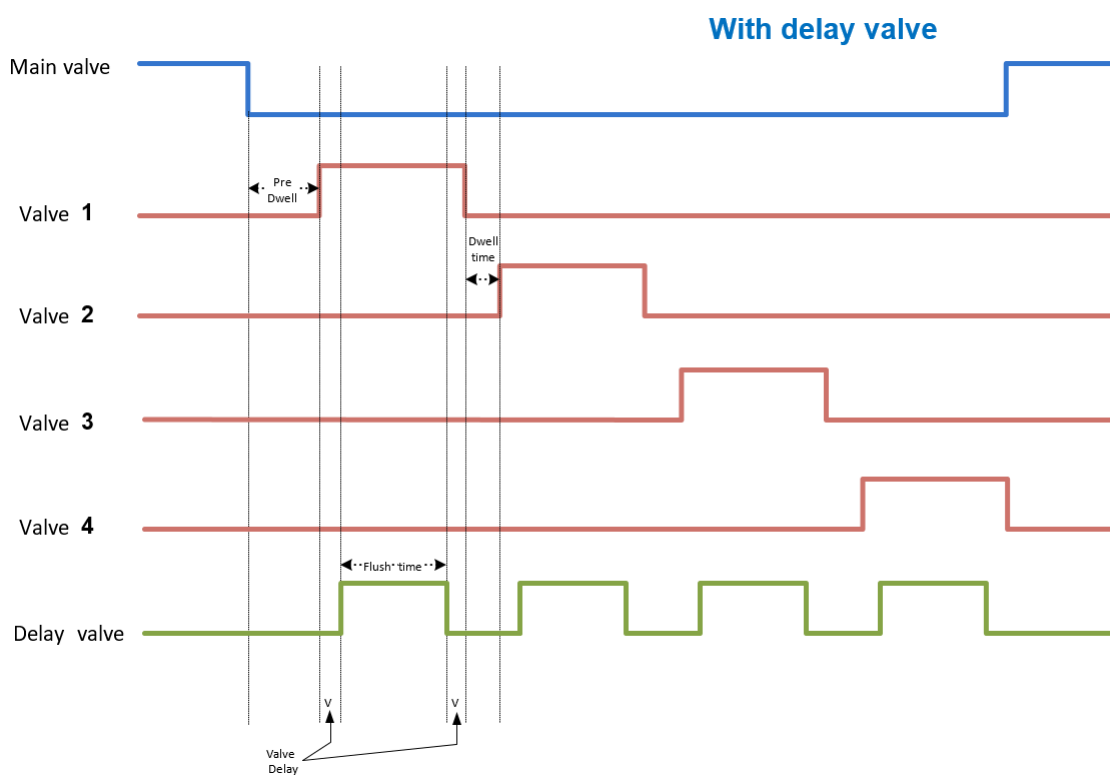 With delay valve
Main valve
Pre
Dwell
Valve 1
Dwell
time
Valve 2
Valve 3
Valve 4
Flush time
Delay valve
V V
Valve
Delay